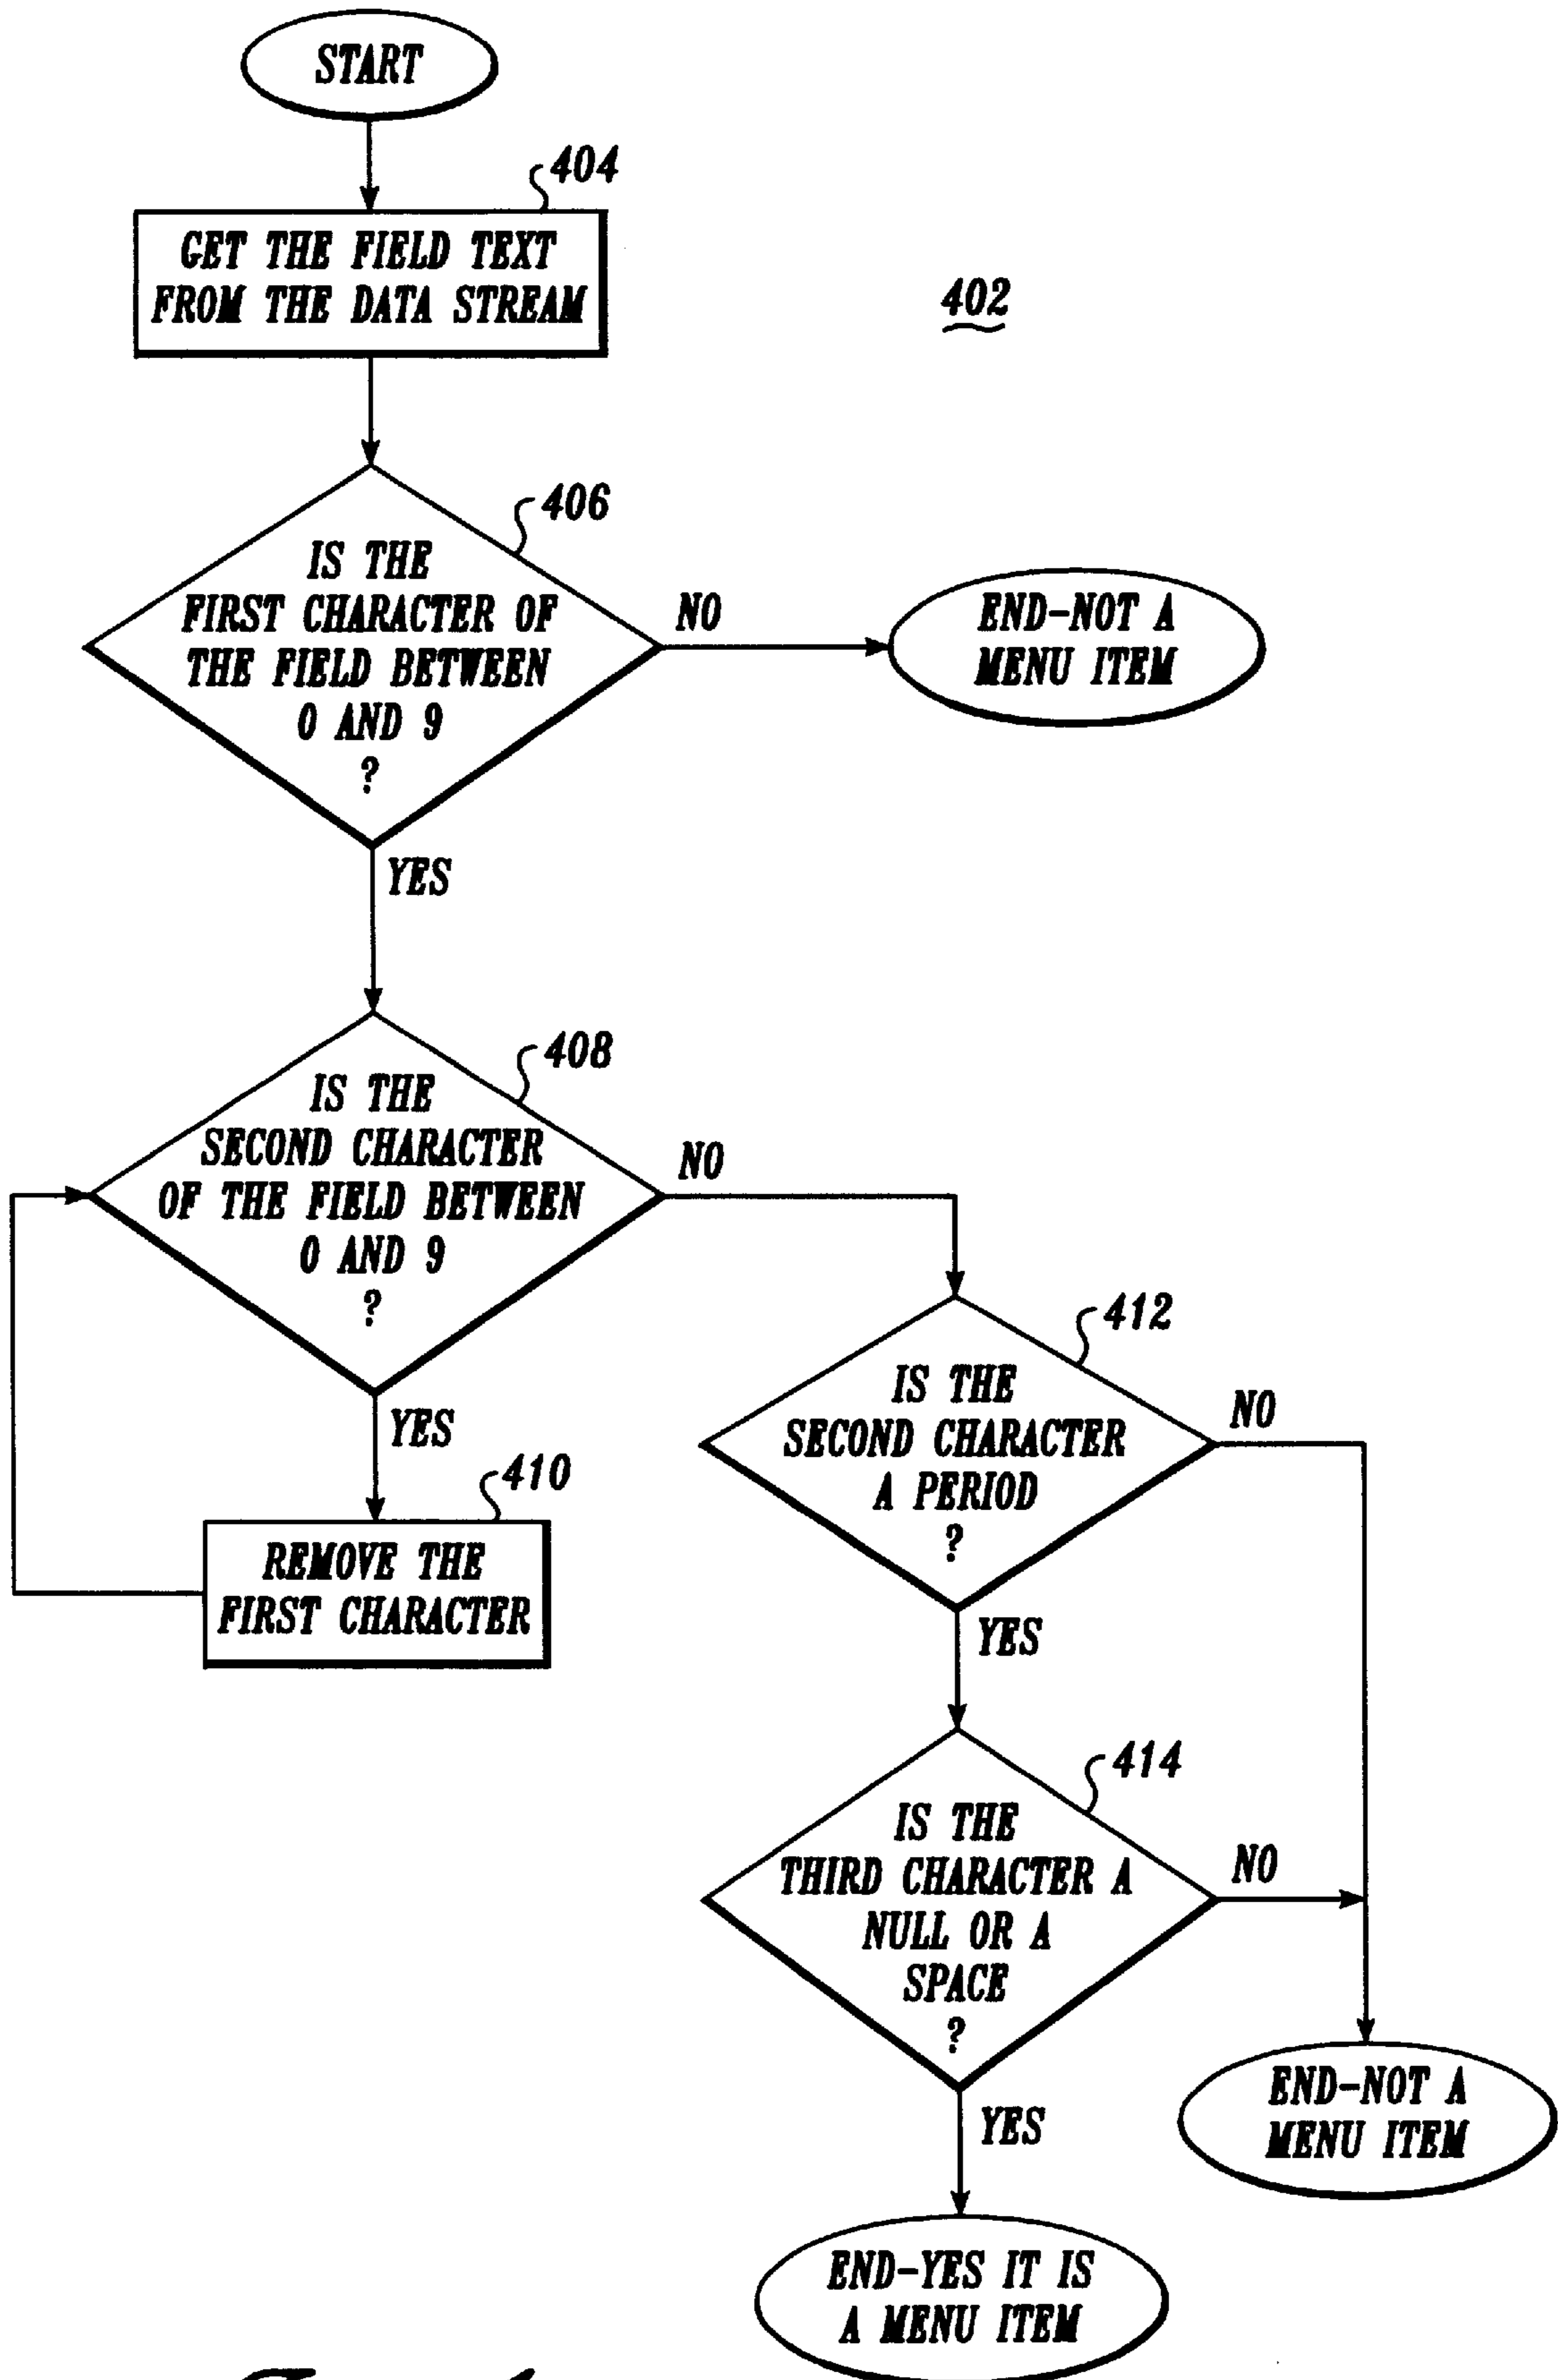 START
404
GET THE FIELD TEXT
FROM THE DATA STREAM
402
406
IS THE
FIRST CHARACTER OF
THE FIELD BETWEEN
0 AND 9
?
NO
END-NOT A
MENU ITEM
YES
408
IS THE
SECOND CHARACTER
OF THE FIELD BETWEEN
0 AND 9
?
NO
YES
410
REMOVE THE
FIRST CHARACTER
412
IS THE
SECOND CHARACTER
A PERIOD
?
NO
YES
414
IS THE
THIRD CHARACTER A
NULL OR A
SPACE
?
NO
YES
END-NOT A
MENU ITEM
END-YES IT IS
A MENU ITEM